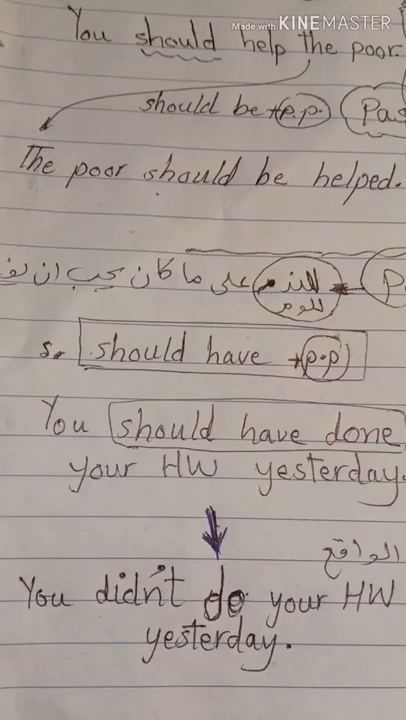 Made with KINEMASTER
You should help the poor.
should be + p.p. Pas
The poor should be helped.
للندم على ما كان يجب ان P
للوم
s. should have + p.p
You should have done
your HW yesterday.
الواقع
You didn't do your HW
yesterday.